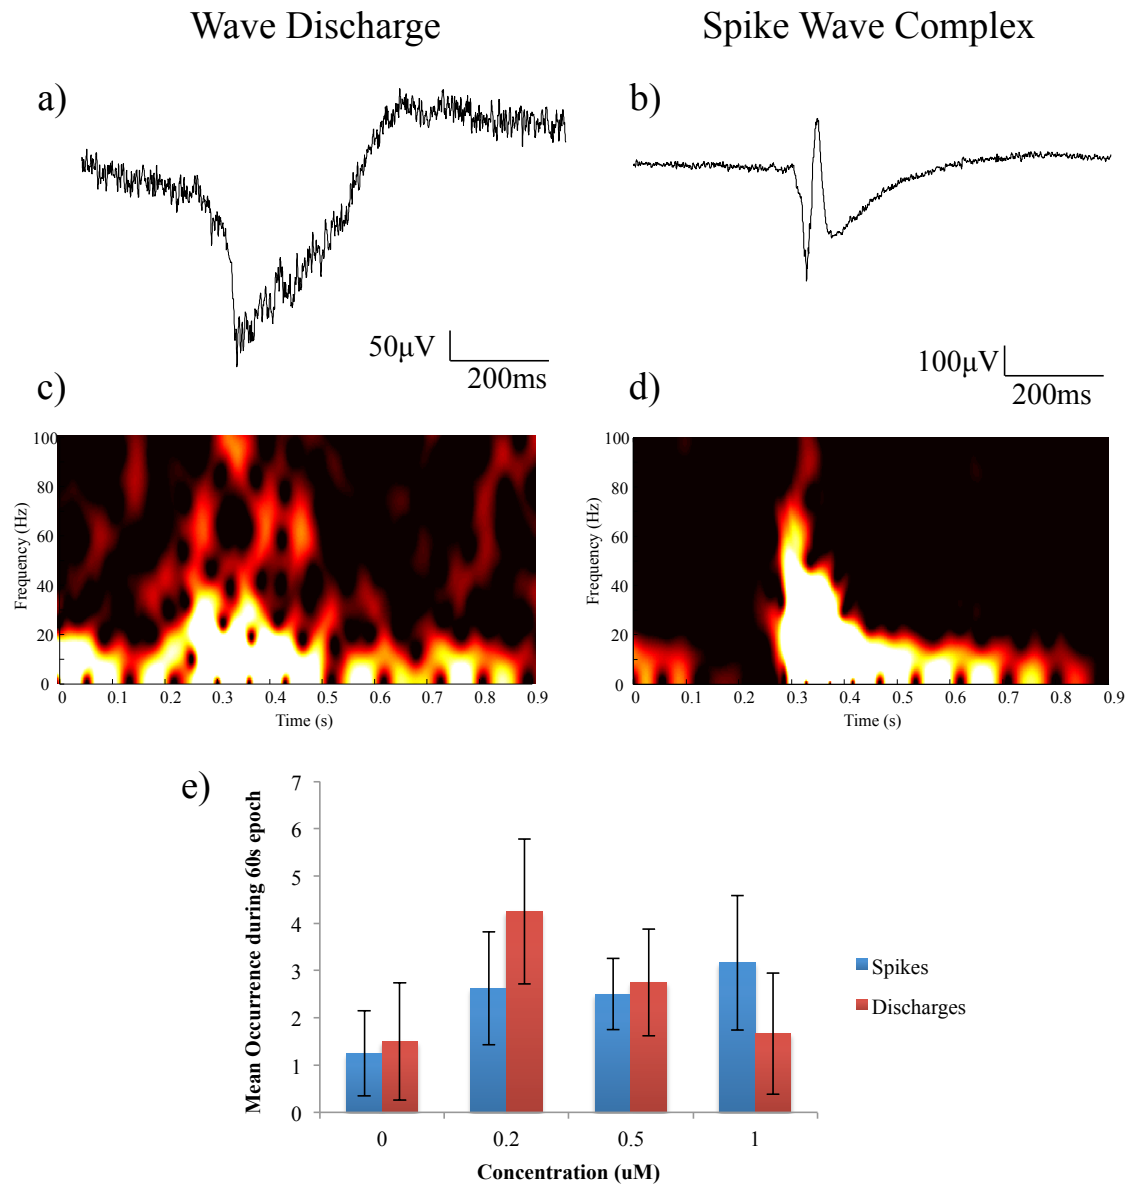 Wave Discharge
Spike Wave Complex
a)
b)
50μV
200ms
100μV
200ms
c)
d)
100
80
60
40
20
0
Frequency (Hz)
0 0.1 0.2 0.3 0.4 0.5 0.6 0.7 0.8 0.9
Time (s)
100
80
60
40
20
0
Frequency (Hz)
0 0.1 0.2 0.3 0.4 0.5 0.6 0.7 0.8 0.9
Time (s)
e)
Mean Occurrence during 60s epoch
7
6
5
4
3
2
1
0
0 0.2 0.5 1
Concentration (uM)
Spikes
Discharges